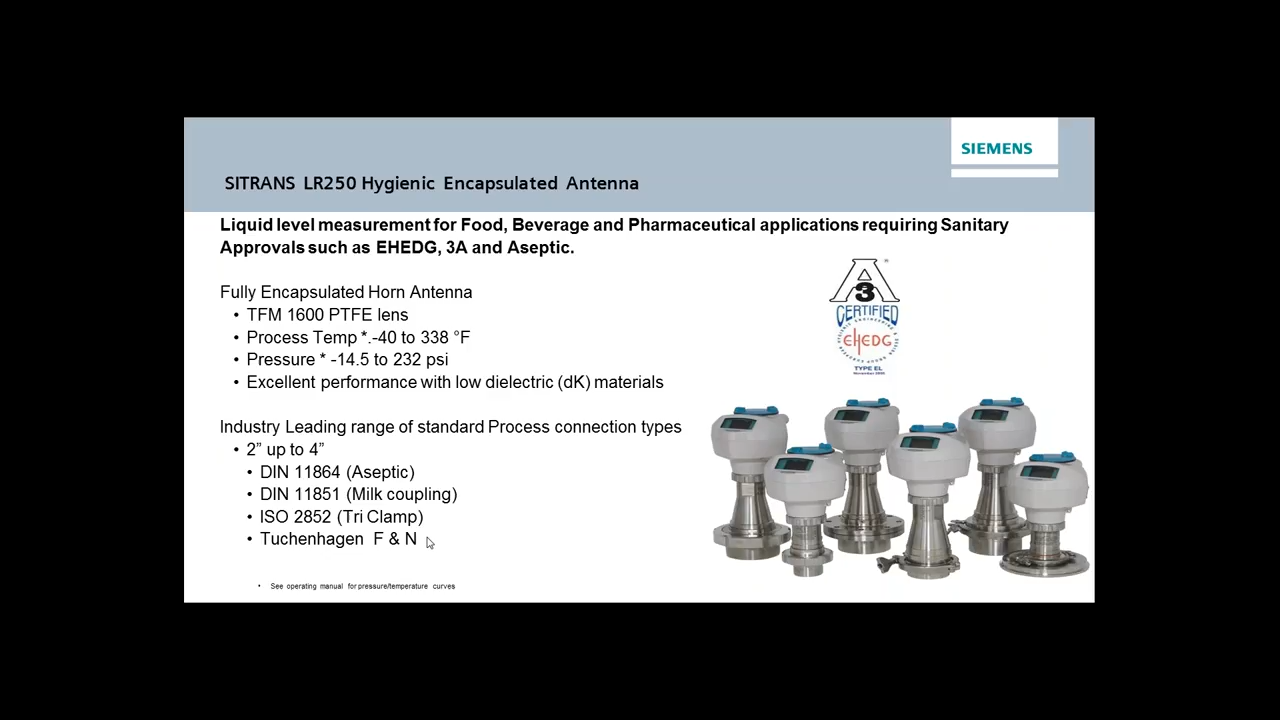 SIEMENS
SITRANS LR250 Hygienic Encapsulated Antenna
Liquid level measurement for Food, Beverage and Pharmaceutical applications requiring Sanitary
Approvals such as EHEDG, 3A and Aseptic.
Fully Encapsulated Horn Antenna
• TFM 1600 PTFE lens
• Process Temp *.-40 to 338 °F
• Pressure * -14.5 to 232 psi
• Excellent performance with low dielectric (dK) materials
Industry Leading range of standard Process connection types
• 2” up to 4”
• DIN 11864 (Aseptic)
• DIN 11851 (Milk coupling)
• ISO 2852 (Tri Clamp)
• Tuchenhagen F & N
• See operating manual for pressure/temperature curves
A ®
3
CERTIFIED
EHEDG
TYPE EL